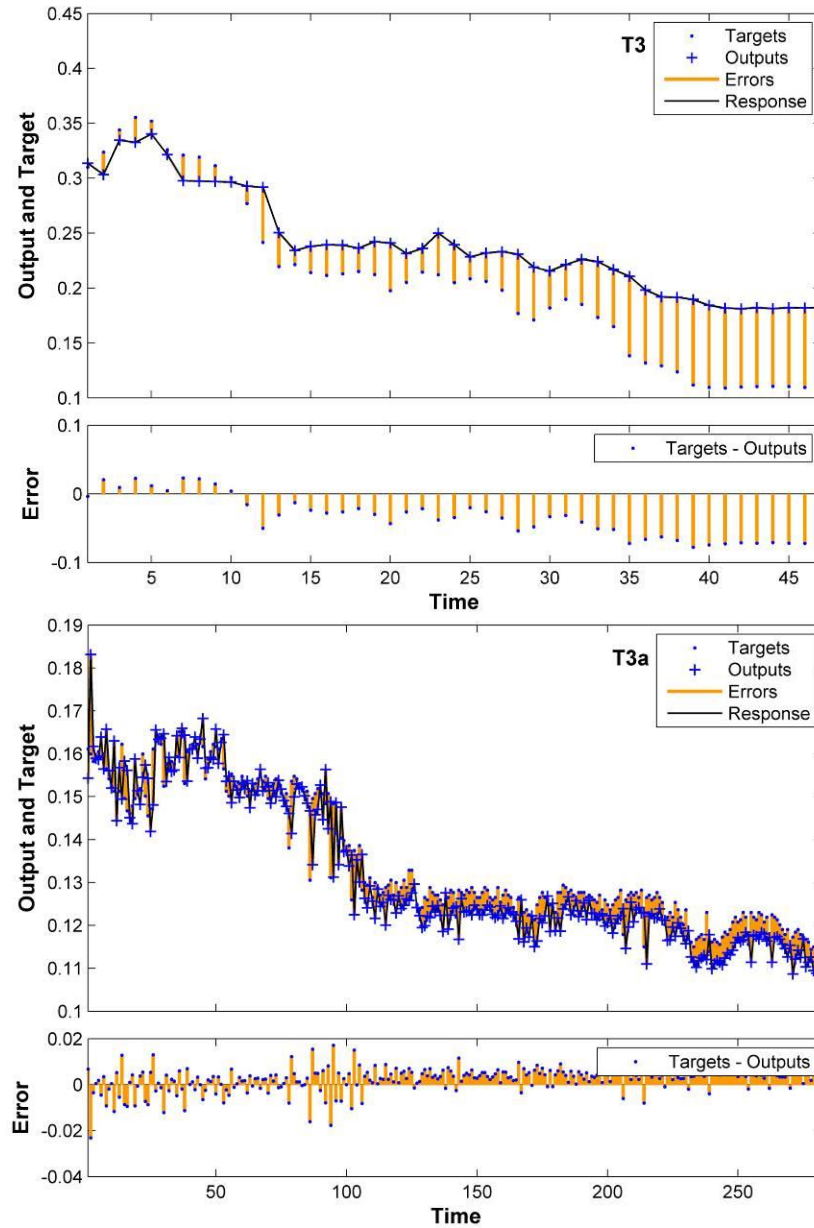 0.45
T3
Targets
Outputs
Errors
Response
0.4
0.35
0.3
0.25
0.2
0.15
0.1
Output and Target
0.1
Targets - Outputs
0
-0.1
Error
5 10 15 20 25 30 35 40 45
Time
0.19
T3a
Targets
Outputs
Errors
Response
0.18
0.17
0.16
0.15
0.14
0.13
0.12
0.11
0.1
Output and Target
0.02
Targets - Outputs
0
-0.02
-0.04
Error
50 100 150 200 250
Time